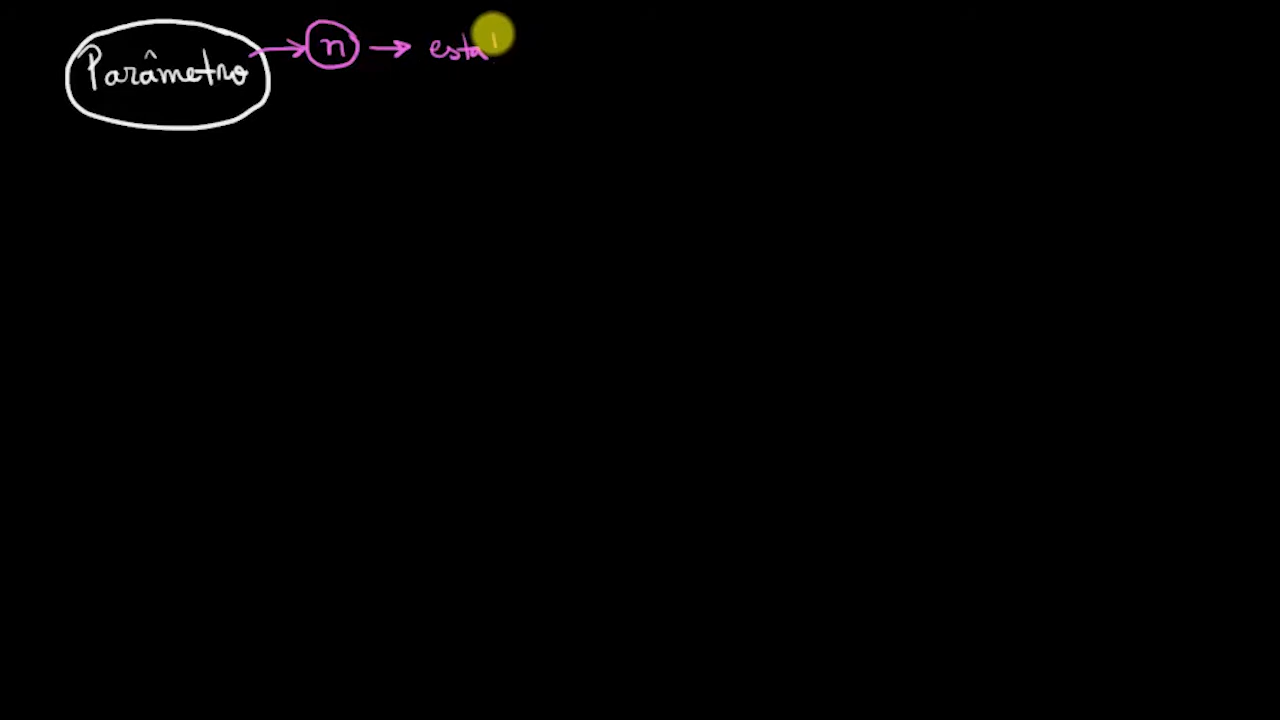 Parâmetro → n → esta